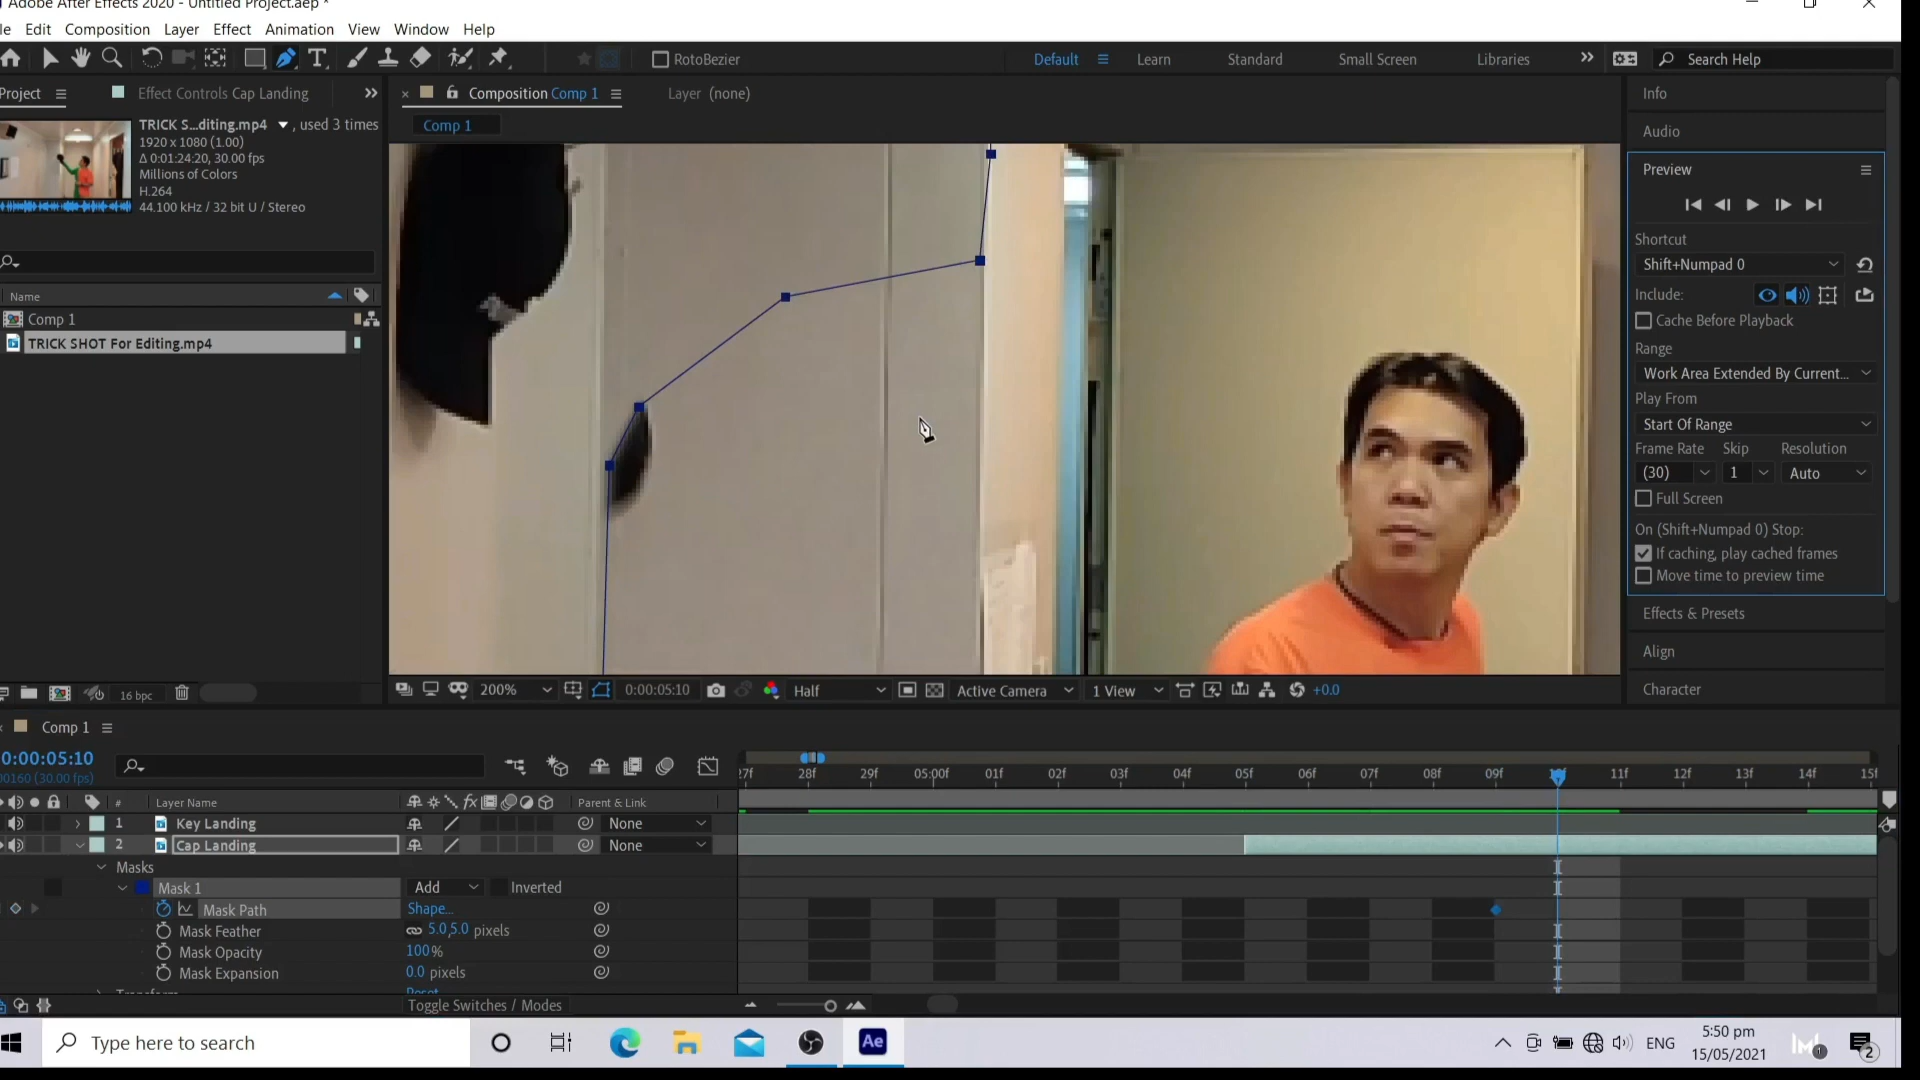 Adobe After Effects 2020 - Untitled Project.aep *
le Edit Composition Layer Effect Animation View Window Help
RotoBezier
Default Learn Standard Small Screen Libraries Search Help
Project Effect Controls Cap Landing
Composition Comp 1 Layer (none)
Comp 1
TRICK S...diting.mp4 , used 3 times
1920 x 1080 (1.00)
Δ 0:01:24:20, 30.00 fps
Millions of Colors
H.264
44.100 kHz / 32 bit U / Stereo
Name
Comp 1
TRICK SHOT For Editing.mp4
16 bpc
200% 0:00:05:10 Half Active Camera 1 View +0.0
Info
Audio
Preview
Shortcut
Shift+Numpad 0
Include:
Cache Before Playback
Range
Work Area Extended By Current...
Play From
Start Of Range
Frame Rate Skip Resolution
(30) 1 Auto
Full Screen
On (Shift+Numpad 0) Stop:
If caching, play cached frames
Move time to preview time
Effects & Presets
Align
Character
Comp 1
0:00:05:10
00160 (30.00 fps)
27f 28f 29f 05:00f 01f 02f 03f 04f 05f 06f 07f 08f 09f 11f 12f 13f 14f 15f
# Layer Name fx Parent & Link
1 Key Landing None
2 Cap Landing None
Masks
Mask 1 Add Inverted
Mask Path Shape...
Mask Feather 5.0,5.0 pixels
Mask Opacity 100%
Mask Expansion 0.0 pixels
Transform Reset
Toggle Switches / Modes
Type here to search
Ae
ENG
5:50 pm
15/05/2021
2